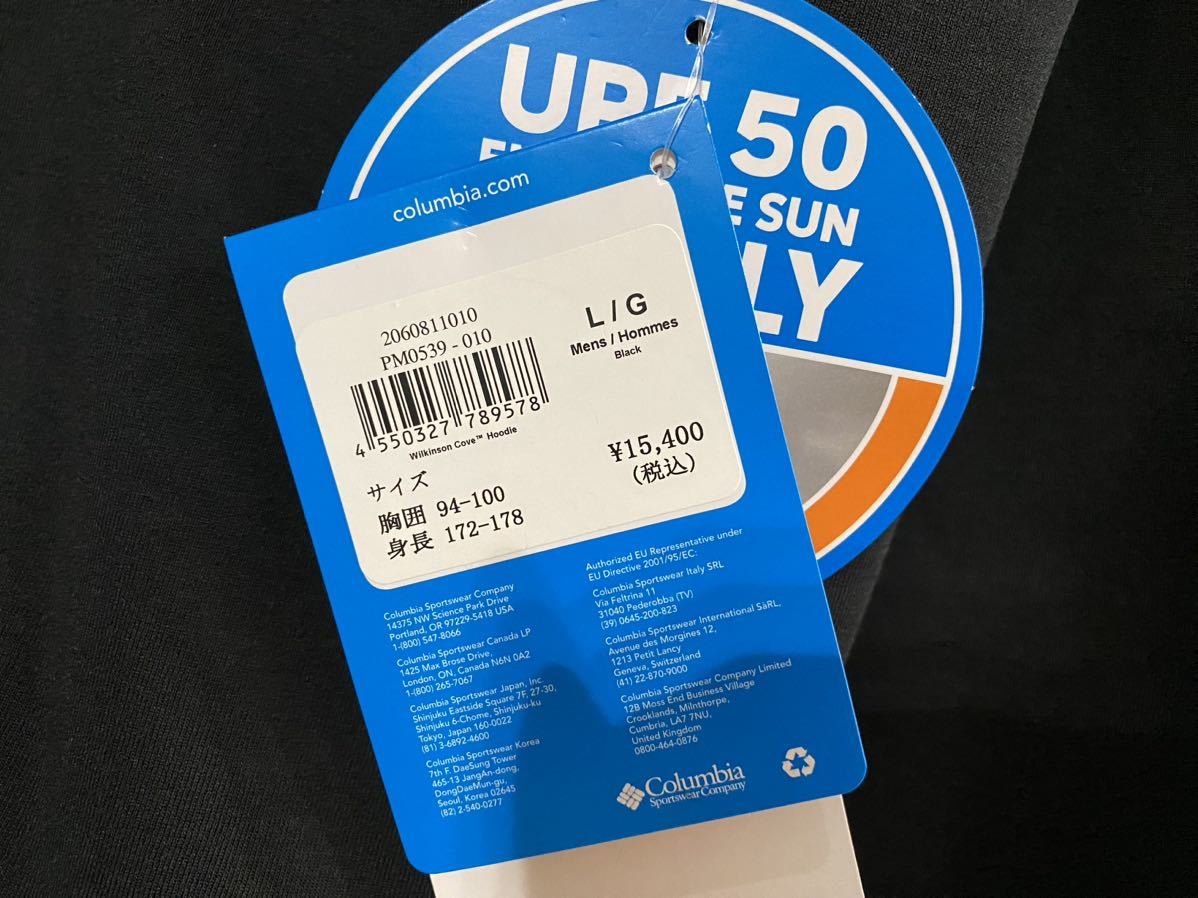 UPF 50
E SUN
LY
columbia.com
2060811010
PM0539-010
4 550327 789578
Wilkinson Cove™ Hoodie
L / G
Mens / Hommes
Black
¥15,400
(税込)
サイズ
胸囲 94-100
身長 172-178
Columbia Sportswear Company
14375 NW Science Park Drive
Portland, OR 97229-5418 USA
1-(800) 547-8066
Columbia Sportswear Canada LP
1425 Max Brose Drive,
London, ON, Canada N6N 0A2
1-(800) 265-7067
Columbia Sportswear Japan, Inc
Shinjuku Eastside Square 7F, 27-30,
Shinjuku 6-Chome, Shinjuku-ku
Tokyo, Japan 160-0022
(81) 3-6892-4600
Columbia Sportswear Korea
7th F. DaeSung Tower
465-13 JangAn-dong,
DongDaeMun-gu,
Seoul, Korea 02645
(82) 2-540-0277
Authorized EU Representative under
EU Directive 2001/95/EC:
Columbia Sportswear Italy SRL
Via Feltrina 11
31040 Pederobba (TV)
(39) 0645-200-823
Columbia Sportswear International SàRL,
Avenue des Morgines 12,
1213 Petit Lancy
Geneva, Switzerland
(41) 22-870-9000
Columbia Sportswear Company Limited
12B Moss End Business Village
Crooklands, Milnthorpe,
Cumbria, LA7 7NU,
United Kingdom
0800-464-0876
Columbia
Sportswear Company